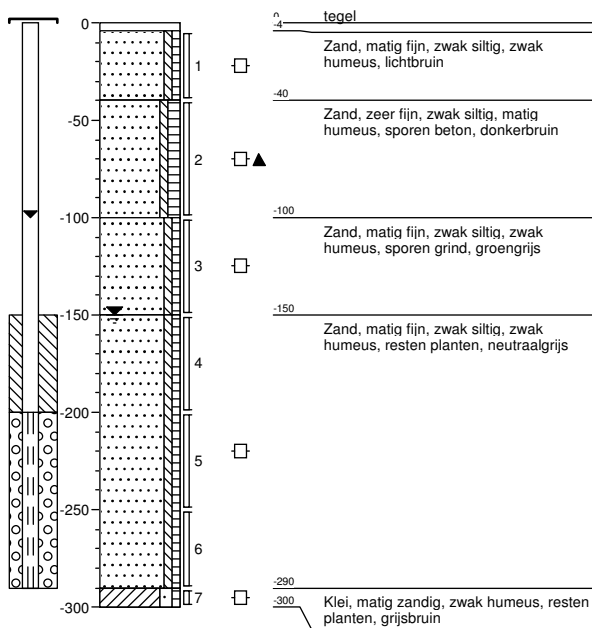 0
-50
-100
-150
-200
-250
-300
1
2
3
4
5
6
7
0
tegel
-4
Zand, matig fijn, zwak siltig, zwak
humeus, lichtbruin
-40
Zand, zeer fijn, zwak siltig, matig
humeus, sporen beton, donkerbruin
-100
Zand, matig fijn, zwak siltig, zwak
humeus, sporen grind, groengrijs
-150
Zand, matig fijn, zwak siltig, zwak
humeus, resten planten, neutraalgrijs
-290
-300
Klei, matig zandig, zwak humeus, resten
planten, grijsbruin